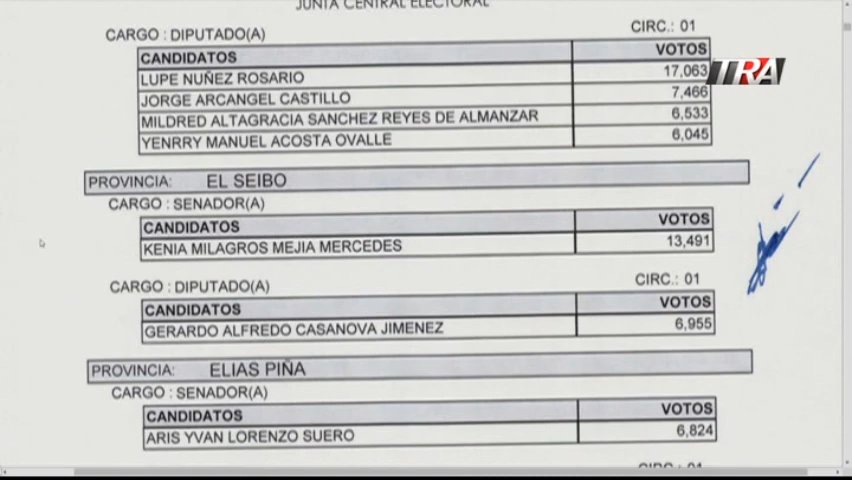 JUNTA CENTRAL ELECTORAL
CARGO : DIPUTADO(A) CIRC.: 01
CANDIDATOS VOTOS
LUPE NUÑEZ ROSARIO 17,063
JORGE ARCANGEL CASTILLO 7,466
MILDRED ALTAGRACIA SANCHEZ REYES DE ALMANZAR 6,533
YENRRY MANUEL ACOSTA OVALLE 6,045
TRA
PROVINCIA: EL SEIBO
CARGO : SENADOR(A)
CANDIDATOS VOTOS
KENIA MILAGROS MEJIA MERCEDES 13,491
CARGO : DIPUTADO(A) CIRC.: 01
CANDIDATOS VOTOS
GERARDO ALFREDO CASANOVA JIMENEZ 6,955
PROVINCIA: ELIAS PIÑA
CARGO : SENADOR(A)
CANDIDATOS VOTOS
ARIS YVAN LORENZO SUERO 6,824
CIRC.: 01